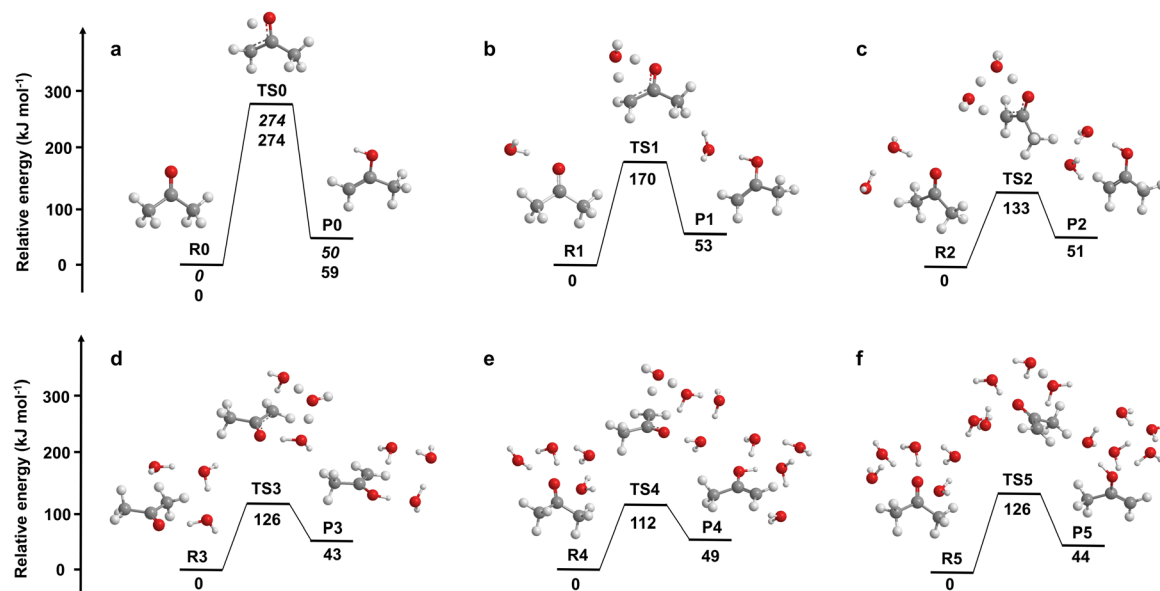 Relative energy (kJ mol⁻¹)
300
200
100
0
a
TS0
274
274
R0
0
0
P0
50
59
b
TS1
170
R1
0
P1
53
c
TS2
133
R2
0
P2
51
Relative energy (kJ mol⁻¹)
300
200
100
0
d
TS3
126
R3
0
P3
43
e
TS4
112
R4
0
P4
49
f
TS5
126
R5
0
P5
44